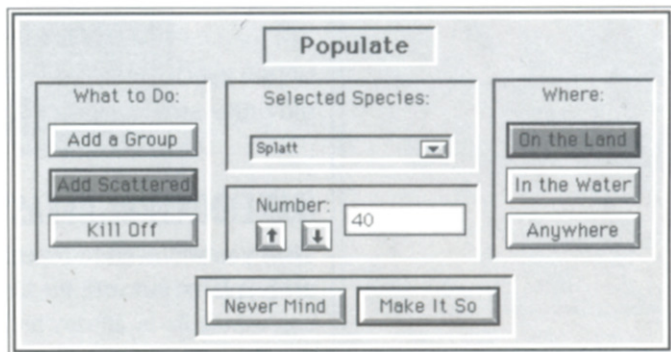 Populate
What to Do:
Add a Group
Add Scattered
Kill Off
Selected Species:
Splatt
Number:
40
Where:
On the Land
In the Water
Anywhere
Never Mind
Make It So